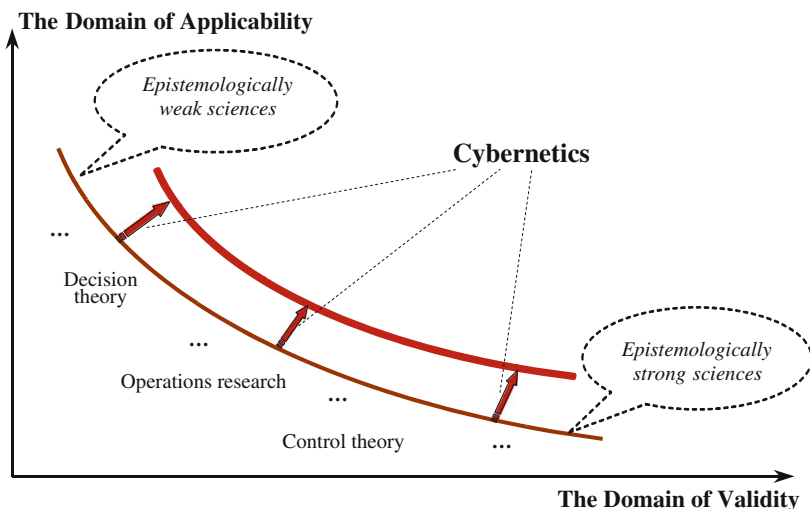 The Domain of Applicability
Epistemologically
weak sciences
Cybernetics
...
Decision
theory
...
Operations research
...
Epistemologically
strong sciences
Control theory
...
The Domain of Validity